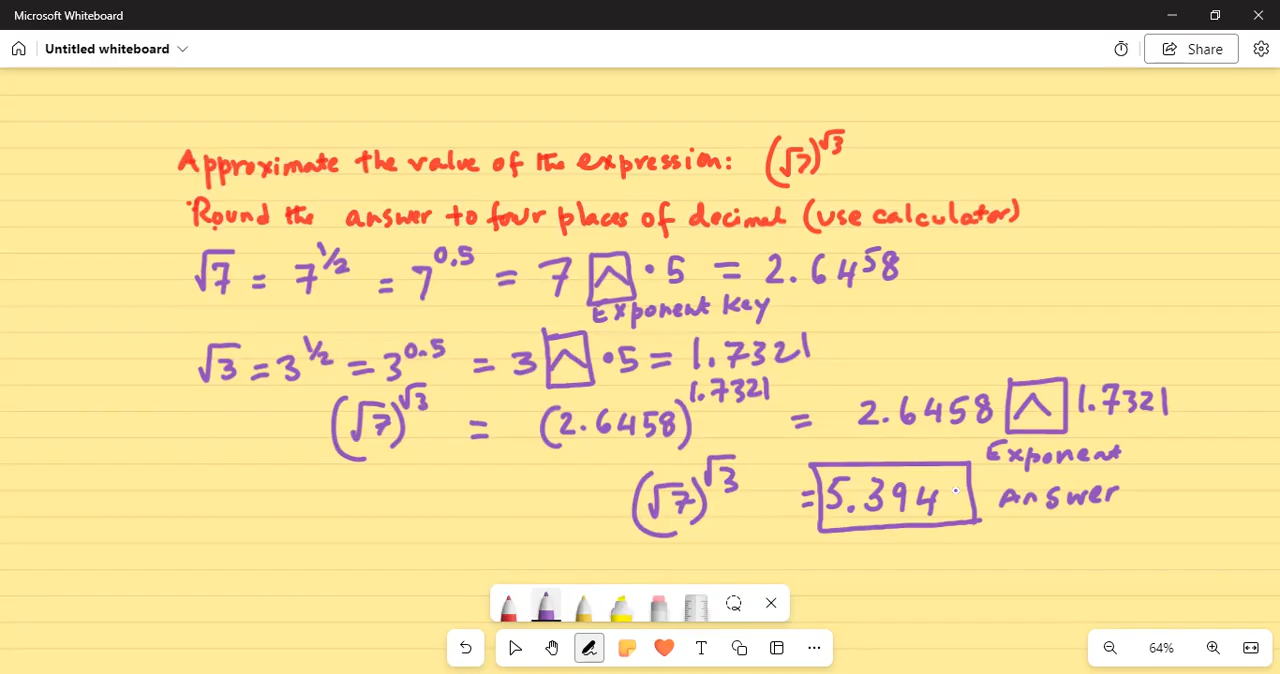 Microsoft Whiteboard
Untitled whiteboard
Share
Approximate the value of the expression: (√7)^√3
Round the answer to four places of decimal (use calculator)
√7 = 7^1/2 = 7^0.5 = 7 ^ .5 = 2.6458
Exponent Key
√3 = 3^1/2 = 3^0.5 = 3 ^ .5 = 1.7321
(√7)^√3 = (2.6458)^1.7321 = 2.6458 ^ 1.7321
Exponent
(√7)^√3 = 5.394 Answer
64%